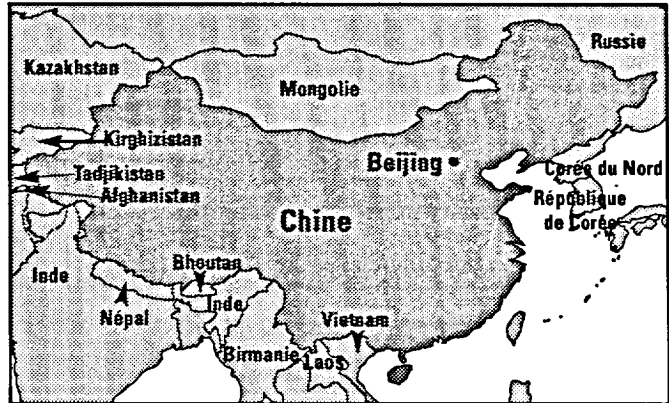 Russie
Kazakhstan
Mongolie
Kirghizistan
Beijing
Corée du Nord
Tadjikistan
Afghanistan
République
de Corée
Chine
Inde
Bhoutan
Népal
Inde
Vietnam
Birmanie
Laos